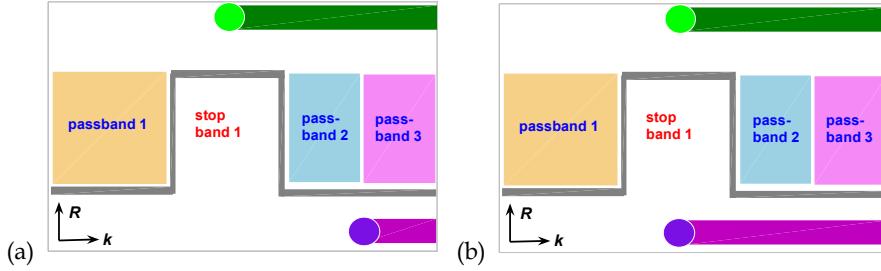 (a)
passband 1
stop
band 1
pass-
band 2
pass-
band 3
R
k
(b)
passband 1
stop
band 1
pass-
band 2
pass-
band 3
R
k